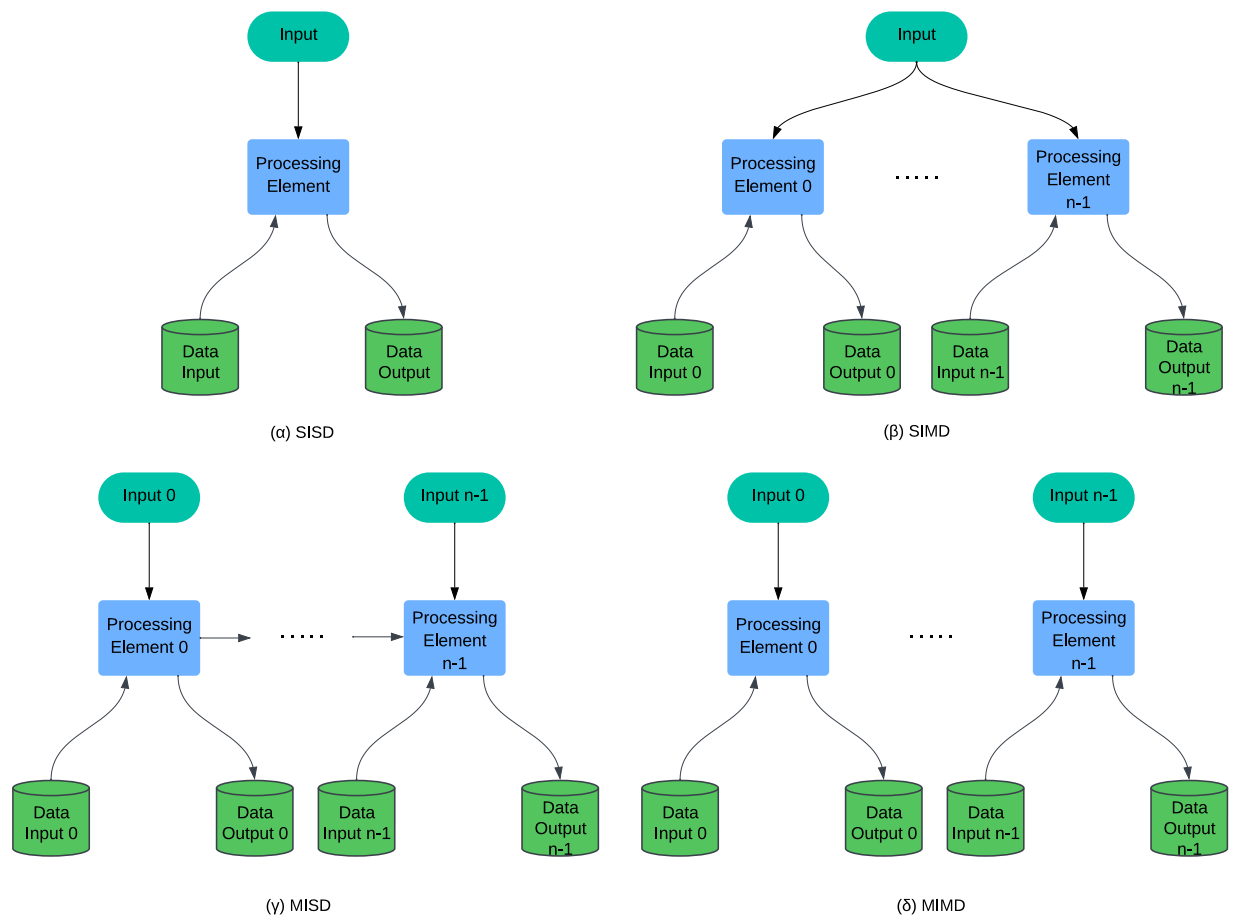 Input
Processing
Element
Data
Input
Data
Output
(α) SISD
Input
Processing
Element 0
.....
Processing
Element
n-1
Data
Input 0
Data
Output 0
Data
Input n-1
Data
Output
n-1
(β) SIMD
Input 0
Input n-1
Processing
Element 0
.....
Processing
Element
n-1
Data
Input 0
Data
Output 0
Data
Input n-1
Data
Output
n-1
(γ) MISD
Input 0
Input n-1
Processing
Element 0
.....
Processing
Element
n-1
Data
Input 0
Data
Output 0
Data
Input n-1
Data
Output
n-1
(δ) MIMD